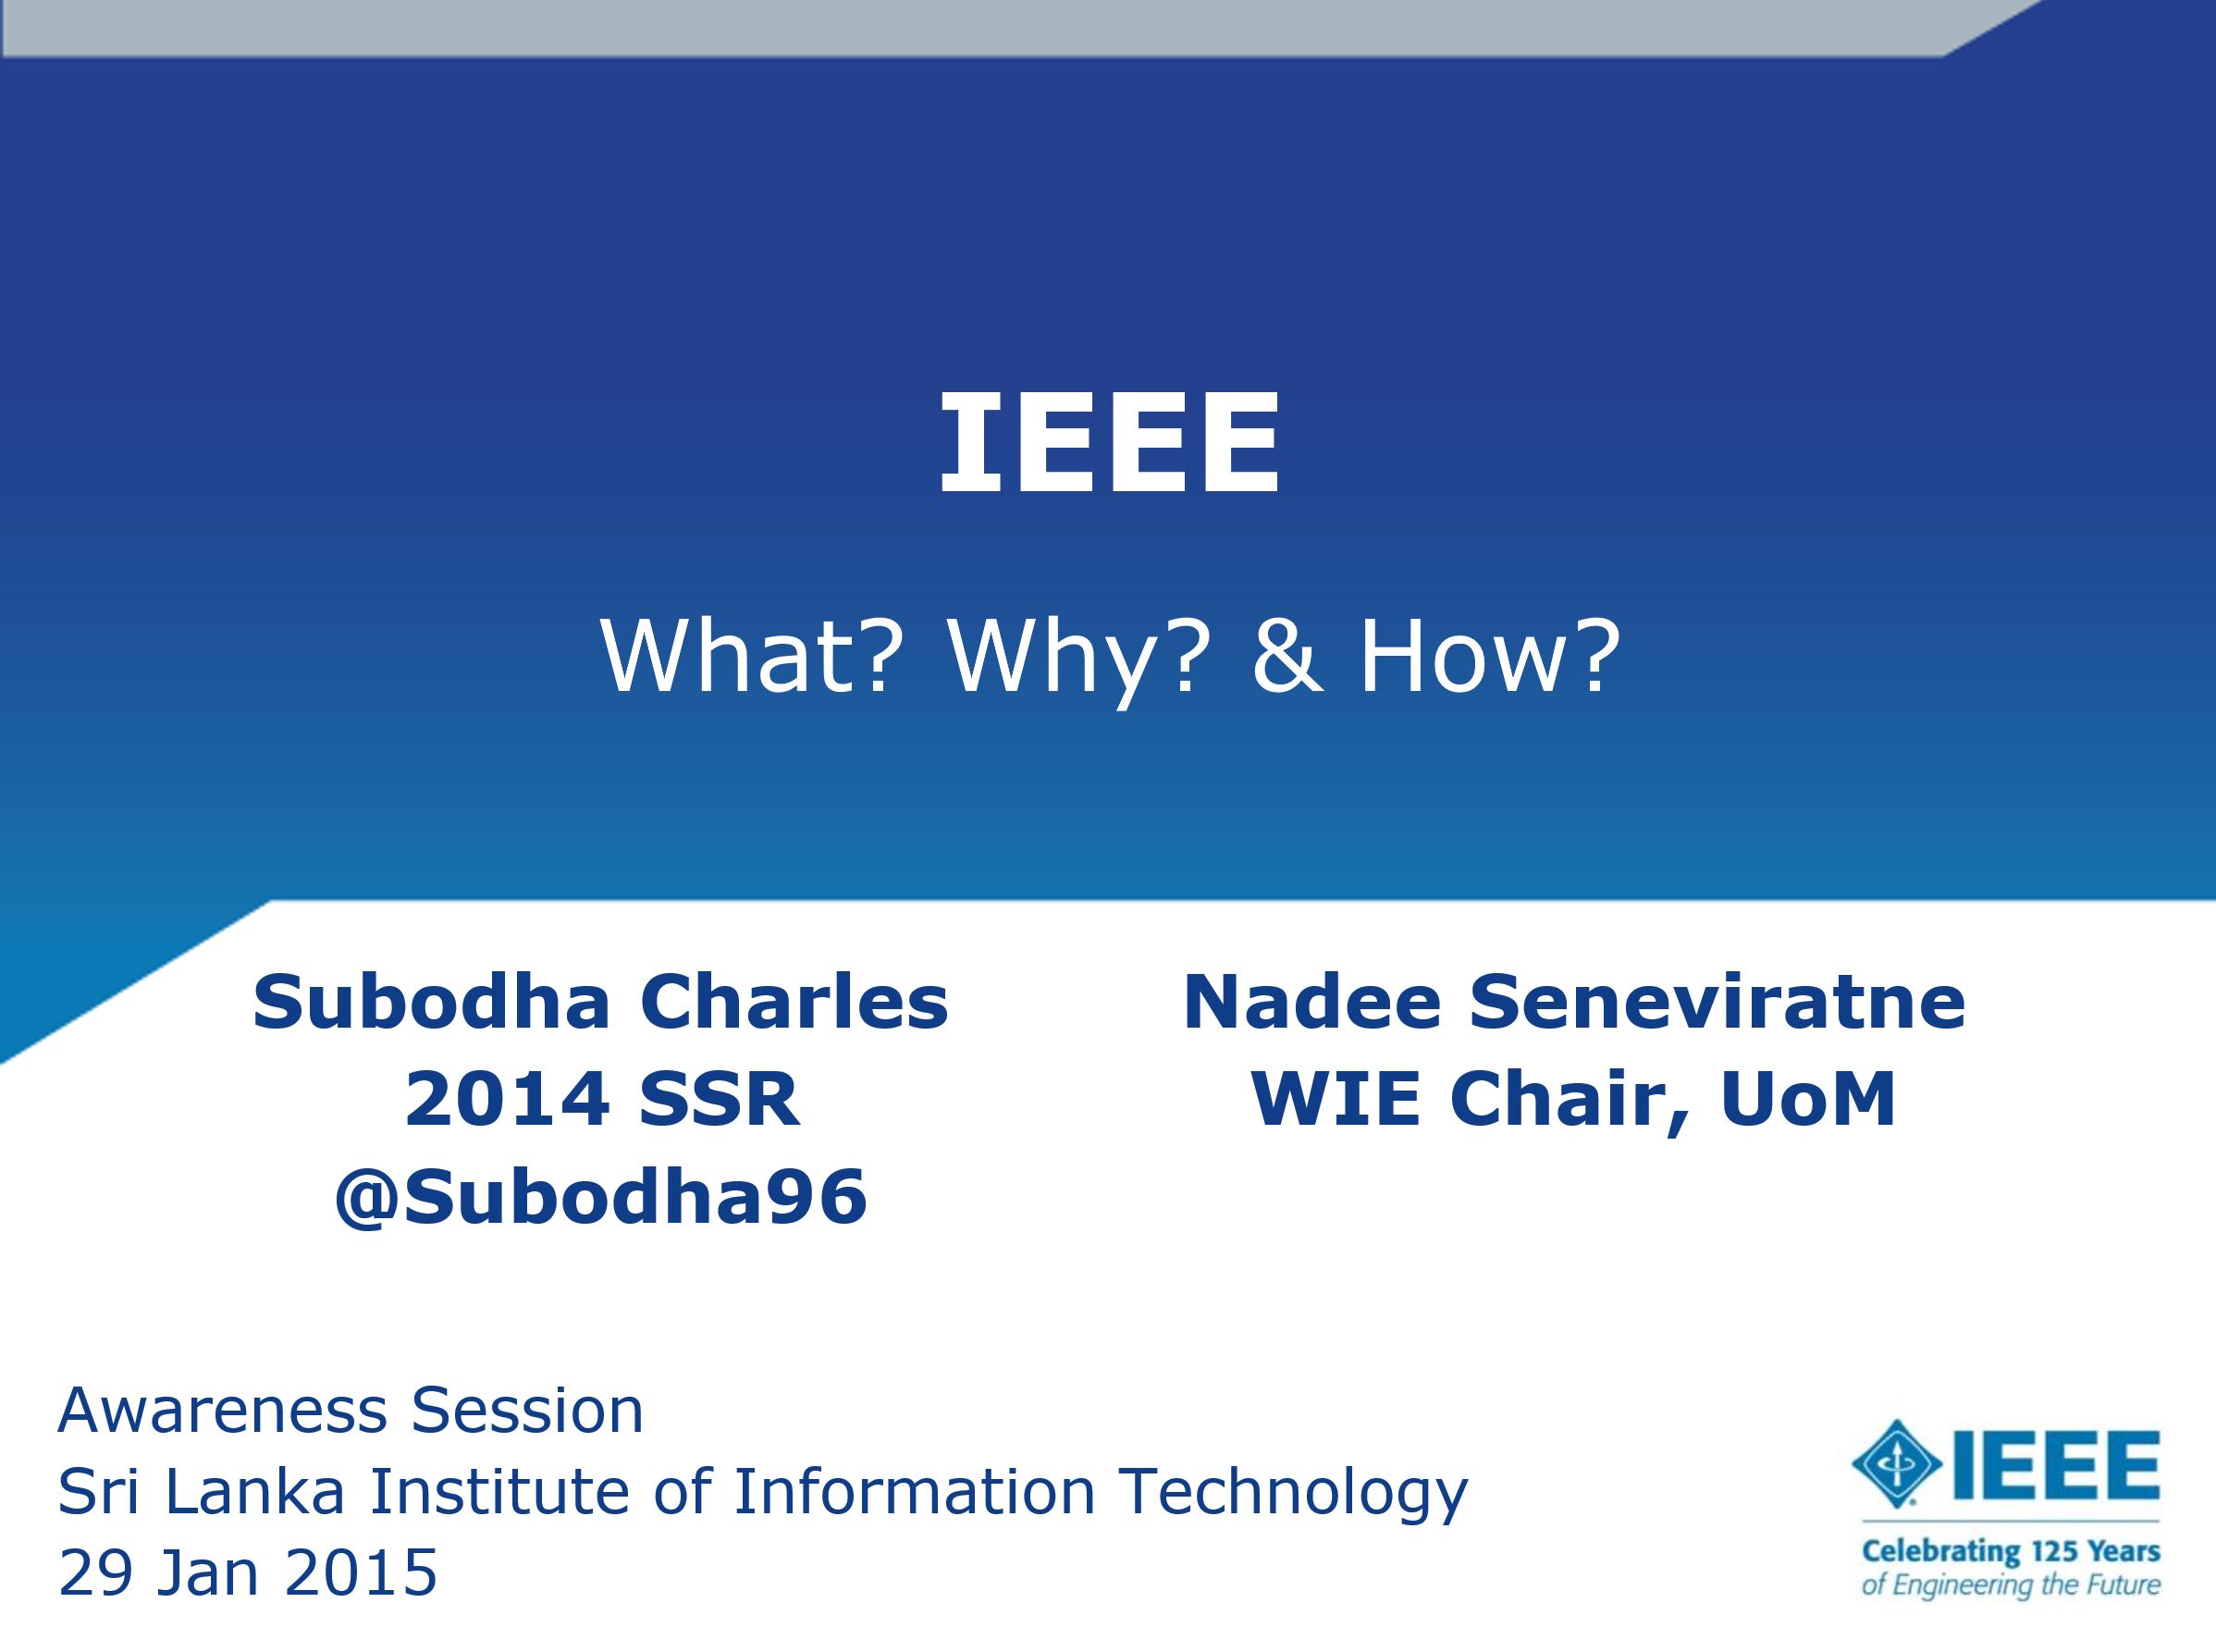 IEEE
What? Why? & How?
Subodha Charles
2014 SSR
@Subodha96
Nadee Seneviratne
WIE Chair, UoM
Awareness Session
Sri Lanka Institute of Information Technology
29 Jan 2015
IEEE
Celebrating 125 Years
of Engineering the Future